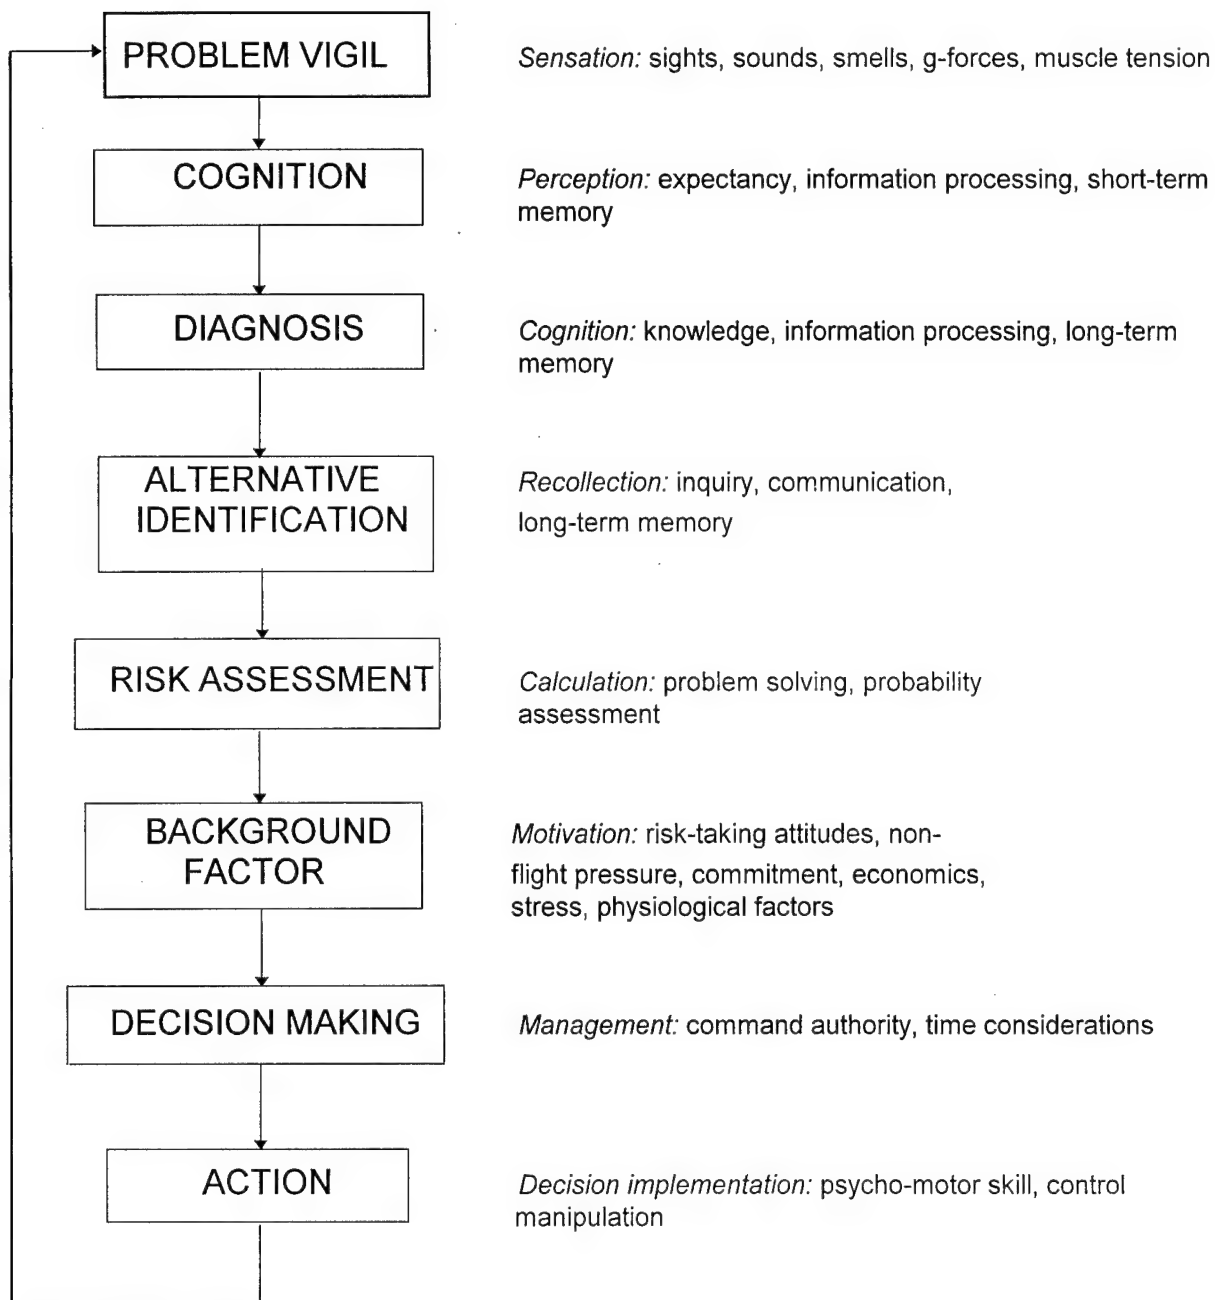 PROBLEM VIGIL
Sensation: sights, sounds, smells, g-forces, muscle tension
COGNITION
Perception: expectancy, information processing, short-term
memory
DIAGNOSIS
Cognition: knowledge, information processing, long-term
memory
ALTERNATIVE
IDENTIFICATION
Recollection: inquiry, communication,
long-term memory
RISK ASSESSMENT
Calculation: problem solving, probability
assessment
BACKGROUND
FACTOR
Motivation: risk-taking attitudes, non-
flight pressure, commitment, economics,
stress, physiological factors
DECISION MAKING
Management: command authority, time considerations
ACTION
Decision implementation: psycho-motor skill, control
manipulation